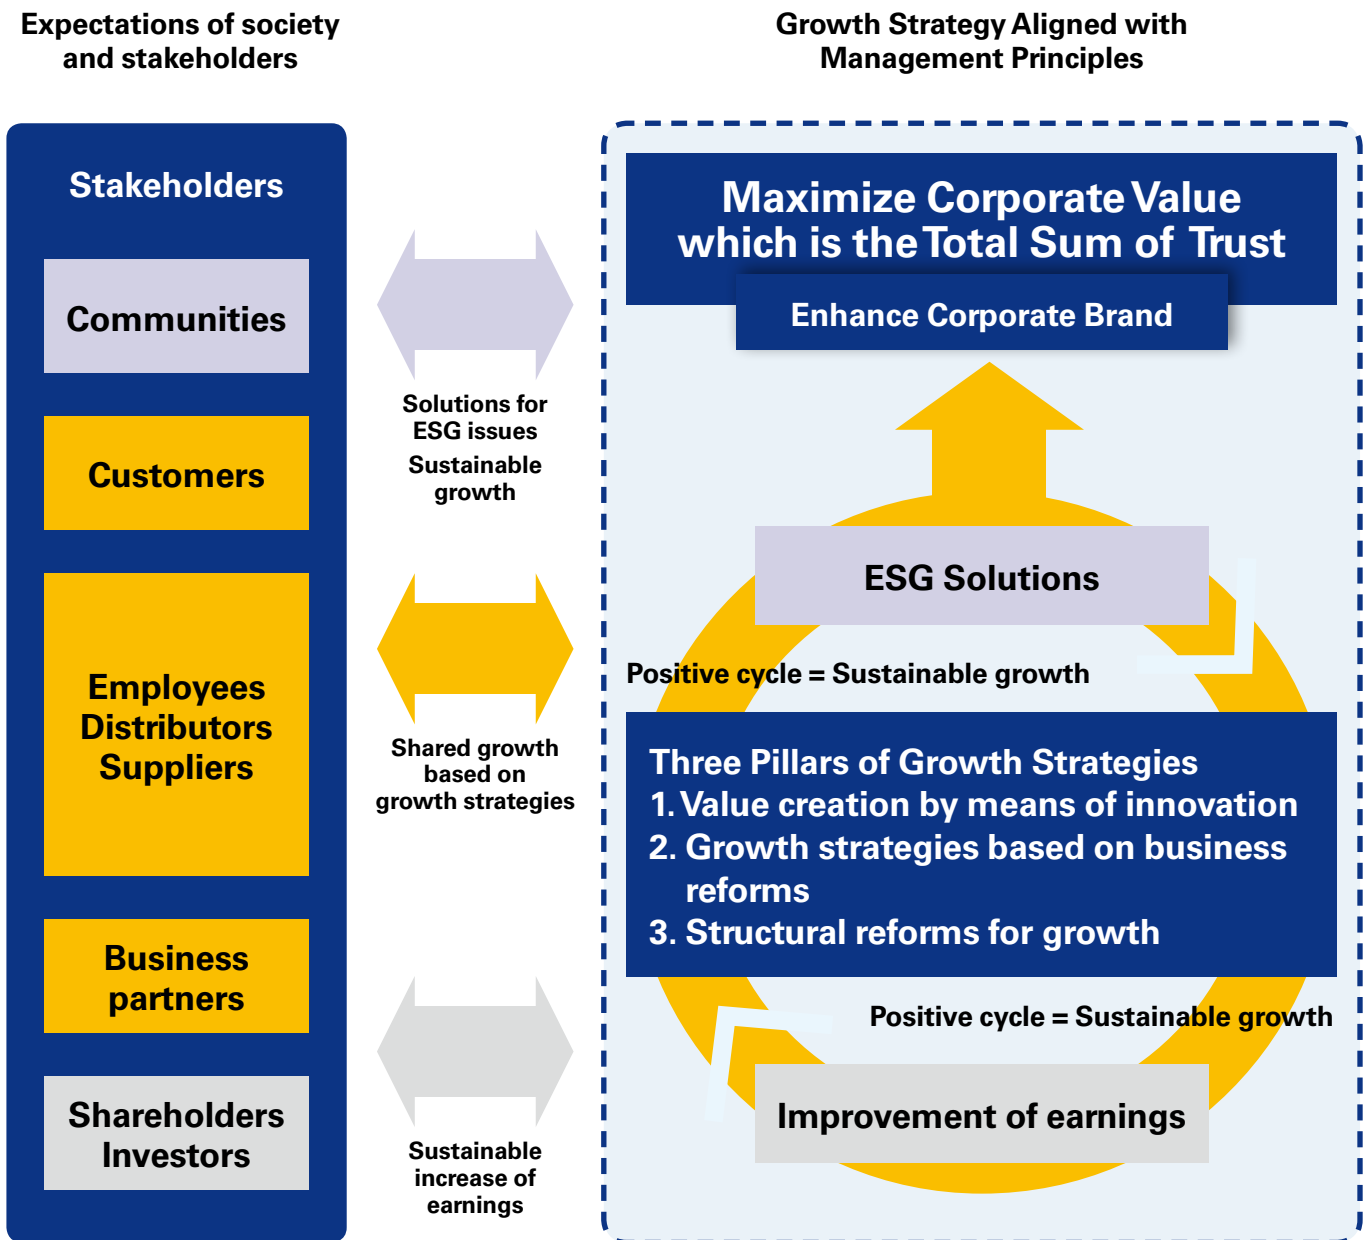 Expectations of society
and stakeholders
Growth Strategy Aligned with
Management Principles
Stakeholders
Communities
Customers
Employees
Distributors
Suppliers
Business
partners
Shareholders
Investors
Solutions for
ESG issues
Sustainable
growth
Shared growth
based on
growth strategies
Sustainable
increase of
earnings
Maximize Corporate Value
which is the Total Sum of Trust
Enhance Corporate Brand
ESG Solutions
Positive cycle = Sustainable growth
Three Pillars of Growth Strategies
1. Value creation by means of innovation
2. Growth strategies based on business
reforms
3. Structural reforms for growth
Positive cycle = Sustainable growth
Improvement of earnings